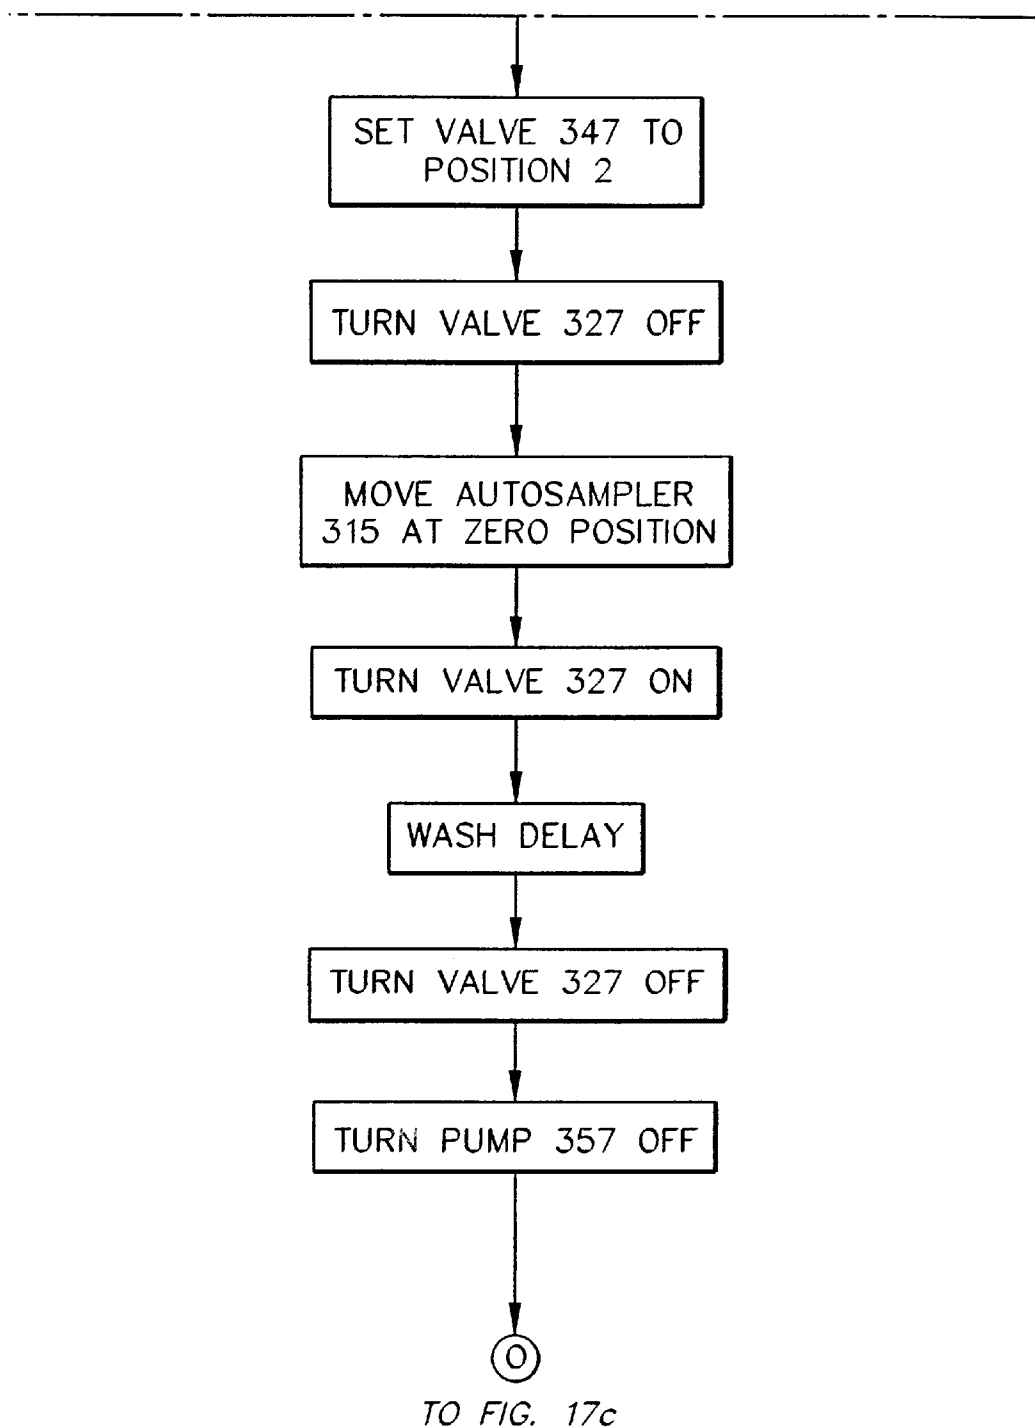 SET VALVE 347 TO
POSITION 2
TURN VALVE 327 OFF
MOVE AUTOSAMPLER
315 AT ZERO POSITION
TURN VALVE 327 ON
WASH DELAY
TURN VALVE 327 OFF
TURN PUMP 357 OFF
O
TO FIG. 17c